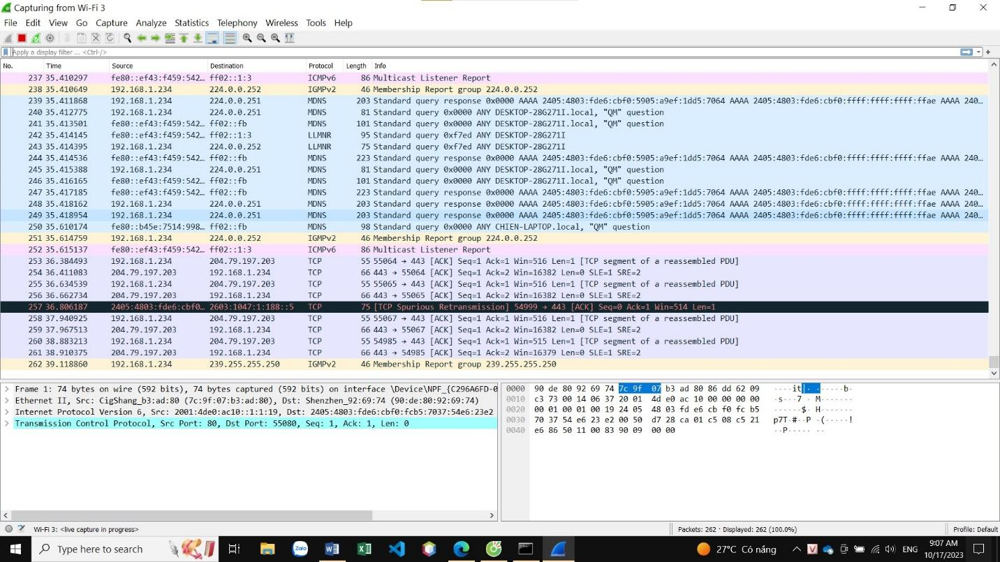 Capturing from Wi-Fi 3
File Edit View Go Capture Analyze Statistics Telephony Wireless Tools Help
Apply a display filter ... <Ctrl-/>
No. Time Source Destination Protocol Length Info
237 35.410297 fe80::ef43:f459:542… ff02::1:3 ICMPv6 86 Multicast Listener Report
238 35.410649 192.168.1.234 224.0.0.252 IGMPv2 46 Membership Report group 224.0.0.252
239 35.411868 192.168.1.234 224.0.0.251 MDNS 203 Standard query response 0x0000 AAAA 2405:4803:fde6:cbf0:5905:a9ef:1dd5:7064 AAAA 2405:4803:fde6:cbf0:ffff:ffff:ffff:ffae AAAA 240…
240 35.412775 192.168.1.234 224.0.0.251 MDNS 81 Standard query 0x0000 ANY DESKTOP-28G271I.local, "QM" question
241 35.413501 fe80::ef43:f459:542… ff02::fb MDNS 101 Standard query 0x0000 ANY DESKTOP-28G271I.local, "QM" question
242 35.414145 fe80::ef43:f459:542… ff02::1:3 LLMNR 95 Standard query 0xf7ed ANY DESKTOP-28G271I
243 35.414395 192.168.1.234 224.0.0.252 LLMNR 75 Standard query 0xf7ed ANY DESKTOP-28G271I
244 35.414536 fe80::ef43:f459:542… ff02::fb MDNS 223 Standard query response 0x0000 AAAA 2405:4803:fde6:cbf0:5905:a9ef:1dd5:7064 AAAA 2405:4803:fde6:cbf0:ffff:ffff:ffff:ffae AAAA 240…
245 35.415388 192.168.1.234 224.0.0.251 MDNS 81 Standard query 0x0000 ANY DESKTOP-28G271I.local, "QM" question
246 35.416165 fe80::ef43:f459:542… ff02::fb MDNS 101 Standard query 0x0000 ANY DESKTOP-28G271I.local, "QM" question
247 35.417185 fe80::ef43:f459:542… ff02::fb MDNS 223 Standard query response 0x0000 AAAA 2405:4803:fde6:cbf0:5905:a9ef:1dd5:7064 AAAA 2405:4803:fde6:cbf0:ffff:ffff:ffff:ffae AAAA 240…
248 35.418162 192.168.1.234 224.0.0.251 MDNS 203 Standard query response 0x0000 AAAA 2405:4803:fde6:cbf0:5905:a9ef:1dd5:7064 AAAA 2405:4803:fde6:cbf0:ffff:ffff:ffff:ffae AAAA 240…
249 35.418954 192.168.1.234 224.0.0.251 MDNS 203 Standard query response 0x0000 AAAA 2405:4803:fde6:cbf0:5905:a9ef:1dd5:7064 AAAA 2405:4803:fde6:cbf0:ffff:ffff:ffff:ffae AAAA 240…
250 35.610174 fe80::b45e:7514:998… ff02::fb MDNS 98 Standard query 0x0000 ANY CHIEN-LAPTOP.local, "QM" question
251 35.614759 192.168.1.234 224.0.0.252 IGMPv2 46 Membership Report group 224.0.0.252
252 35.615137 fe80::ef43:f459:542… ff02::1:3 ICMPv6 86 Multicast Listener Report
253 36.384493 192.168.1.234 204.79.197.203 TCP 55 55064 → 443 [ACK] Seq=1 Ack=1 Win=516 Len=1 [TCP segment of a reassembled PDU]
254 36.411083 204.79.197.203 192.168.1.234 TCP 66 443 → 55064 [ACK] Seq=1 Ack=2 Win=16382 Len=0 SLE=1 SRE=2
255 36.634539 192.168.1.234 204.79.197.203 TCP 55 55065 → 443 [ACK] Seq=1 Ack=1 Win=516 Len=1 [TCP segment of a reassembled PDU]
256 36.662734 204.79.197.203 192.168.1.234 TCP 66 443 → 55065 [ACK] Seq=1 Ack=2 Win=16382 Len=0 SLE=1 SRE=2
257 36.806187 2405:4803:fde6:cbf0… 2603:1047:1:188::5 TCP 75 [TCP Spurious Retransmission] 54999 → 443 [ACK] Seq=0 Ack=1 Win=514 Len=1
258 37.940925 192.168.1.234 204.79.197.203 TCP 55 55067 → 443 [ACK] Seq=1 Ack=1 Win=516 Len=1 [TCP segment of a reassembled PDU]
259 37.967513 204.79.197.203 192.168.1.234 TCP 66 443 → 55067 [ACK] Seq=1 Ack=2 Win=16382 Len=0 SLE=1 SRE=2
260 38.883213 192.168.1.234 204.79.197.203 TCP 55 54985 → 443 [ACK] Seq=1 Ack=1 Win=515 Len=1 [TCP segment of a reassembled PDU]
261 38.910375 204.79.197.203 192.168.1.234 TCP 66 443 → 54985 [ACK] Seq=1 Ack=2 Win=16379 Len=0 SLE=1 SRE=2
262 39.118860 192.168.1.234 239.255.255.250 IGMPv2 46 Membership Report group 239.255.255.250
Frame 1: 74 bytes on wire (592 bits), 74 bytes captured (592 bits) on interface \Device\NPF_{C296A6FD-0
Ethernet II, Src: CigShang_b3:ad:80 (7c:9f:07:b3:ad:80), Dst: Shenzhen_92:69:74 (90:de:80:92:69:74)
Internet Protocol Version 6, Src: 2001:4de0:ac10::1:1:19, Dst: 2405:4803:fde6:cbf0:fcb5:7037:54e6:23e2
Transmission Control Protocol, Src Port: 80, Dst Port: 55080, Seq: 1, Ack: 1, Len: 0
0000 90 de 80 92 69 74 7c 9f 07 b3 ad 80 86 dd 62 09 ····it|· ·····b·
0010 c3 73 00 14 06 37 20 01 4d e0 ac 10 00 00 00 00 ·s···7 · M·······
0020 00 01 00 01 00 19 24 05 48 03 fd e6 cb f0 fc b5 ······$· H·······
0030 70 37 54 e6 23 e2 00 50 d7 28 ca 01 c5 08 c5 21 p7T·#··P ·(·····!
0040 e6 86 50 11 00 83 90 09 00 00 ··P····· ··
Wi-Fi 3: <live capture in progress> Packets: 262 · Displayed: 262 (100.0%) Profile: Default
Type here to search Zalo 27°C Có nắng V ENG 9:07 AM
10/17/2023